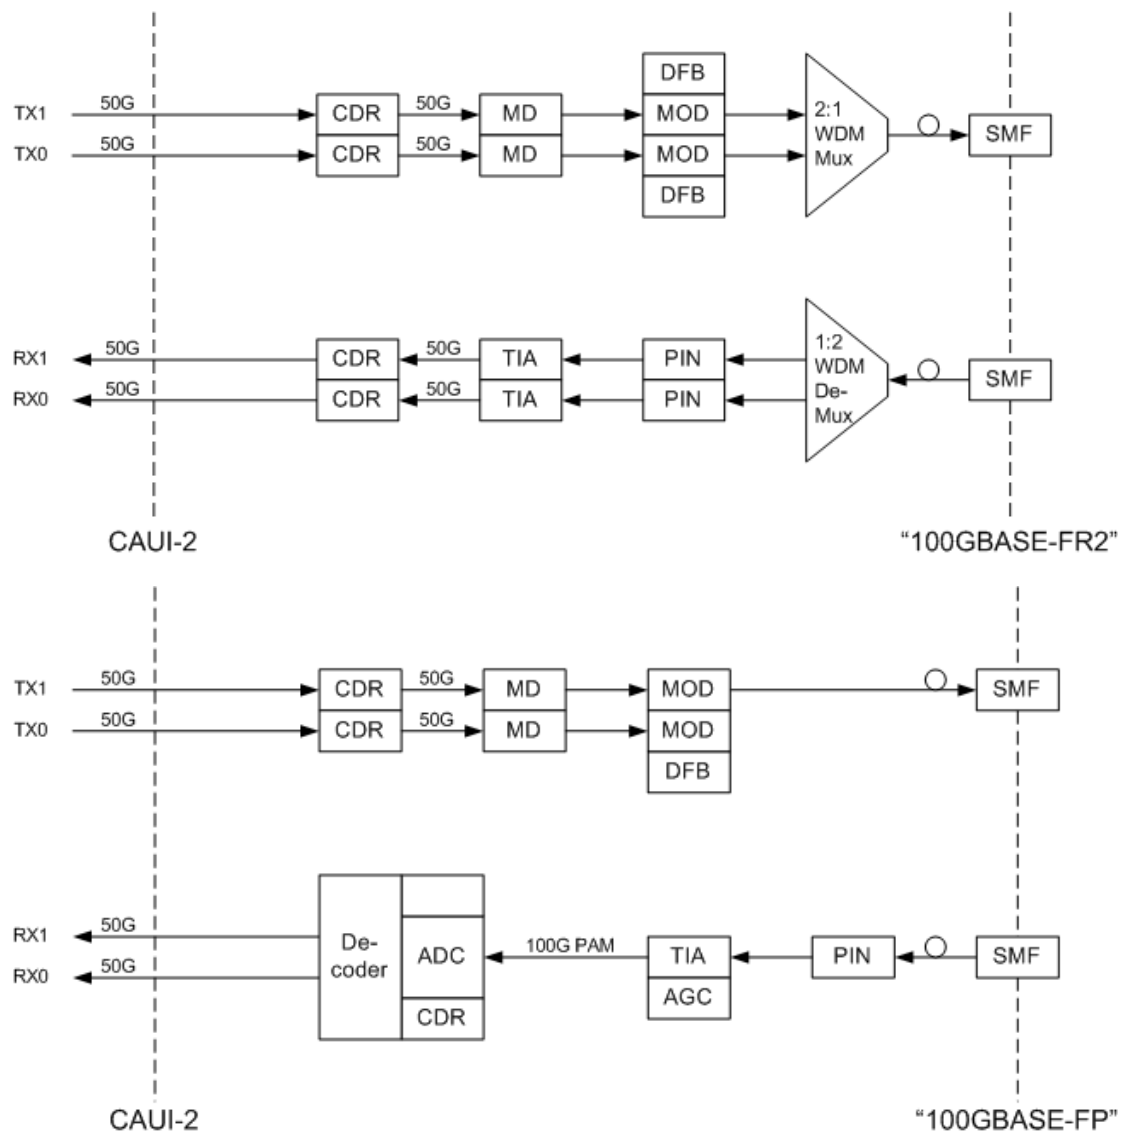 DFB
TX1 50G CDR 50G MD MOD 2:1
WDM
Mux SMF
TX0 50G CDR 50G MD MOD
DFB
RX1 50G CDR 50G TIA PIN 1:2
WDM
De-
Mux SMF
RX0 50G CDR 50G TIA PIN
CAUI-2 “100GBASE-FR2”
TX1 50G CDR 50G MD MOD SMF
TX0 50G CDR 50G MD MOD
DFB
RX1 50G De-
coder ADC 100G PAM TIA PIN SMF
RX0 50G CDR AGC
CAUI-2 “100GBASE-FP”